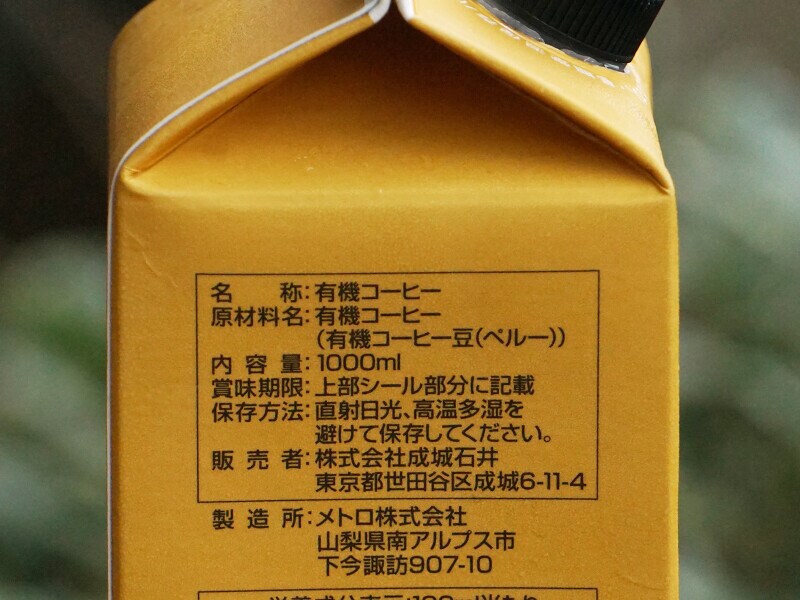 名称:有機コーヒー
原材料名:有機コーヒー
(有機コーヒー豆(ペルー))
内容量:1000ml
賞味期限:上部シール部分に記載
保存方法:直射日光、高温多湿を
避けて保存してください。
販売者:株式会社成城石井
東京都世田谷区成城6-11-4
製造所:メトロ株式会社
山梨県南アルプス市
下今諏訪907-10